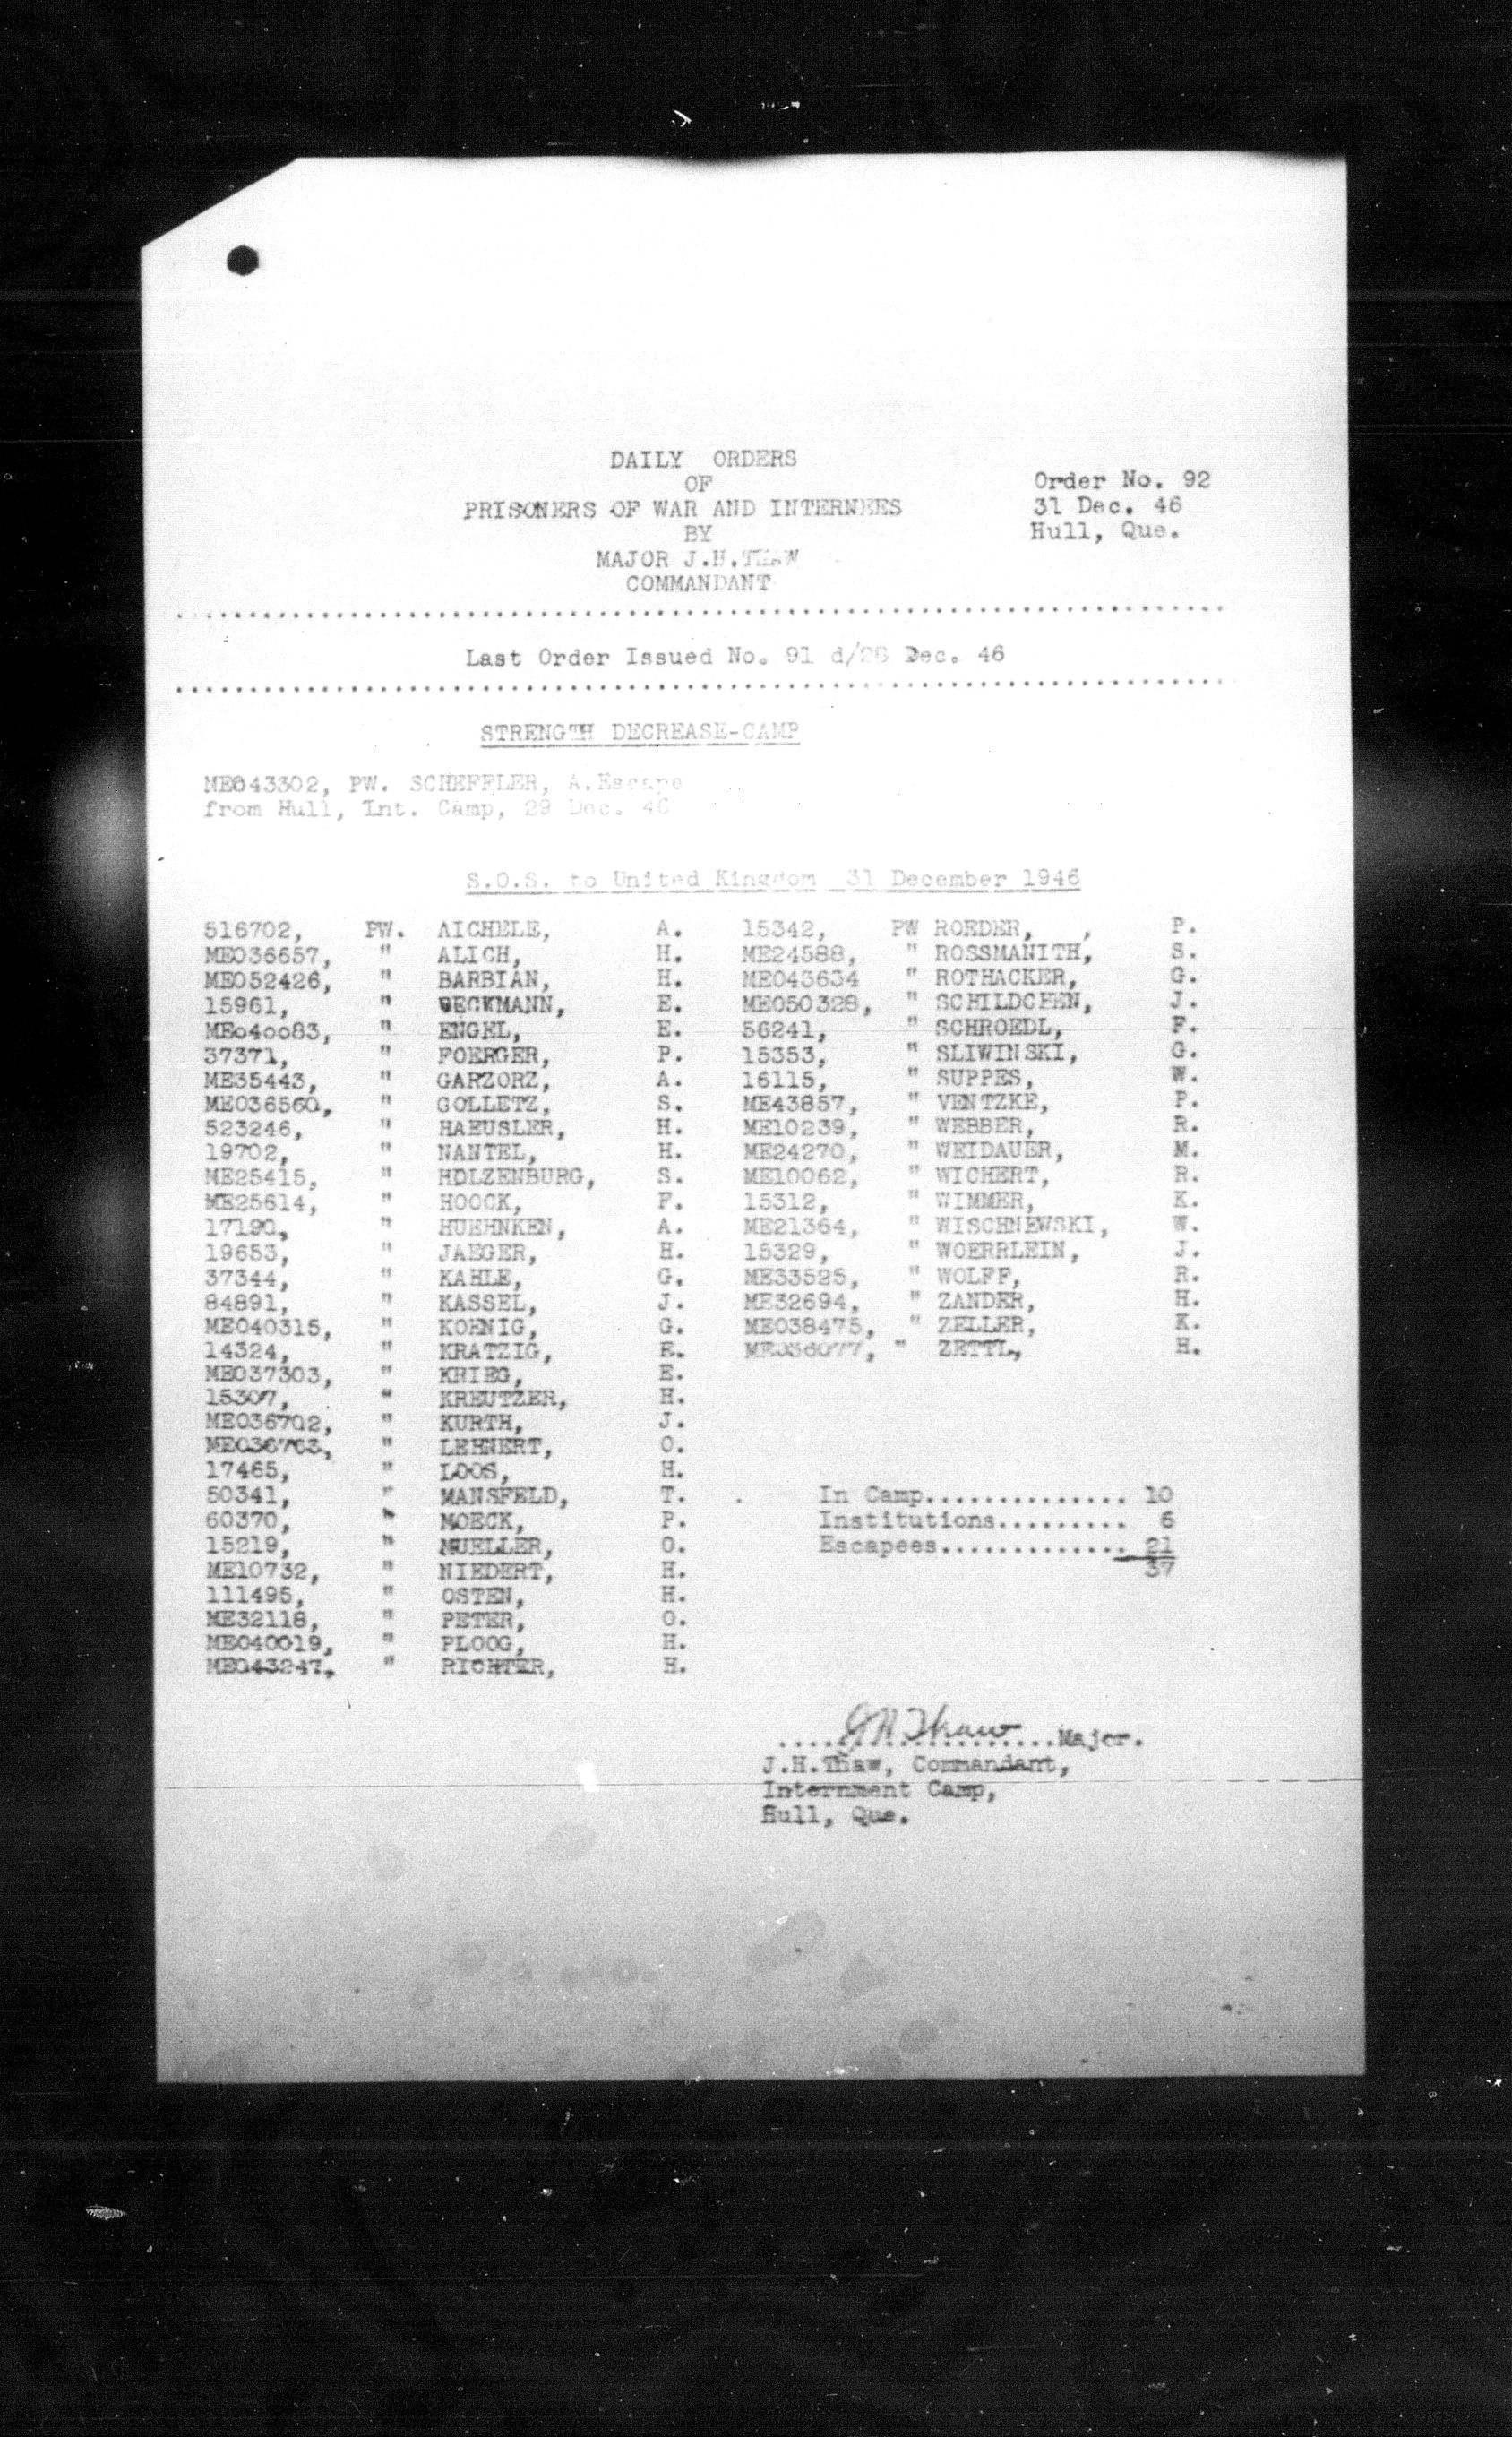 DAILY ORDERS
OF
PRISONERS OF WAR AND INTERNEES
BY
MAJOR J.H.THAW
COMMANDANT
Order No. 92
31 Dec. 46
Hull, Que.
Last Order Issued No. 91 d/28 Dec. 46
STRENGTH DECREASE-CAMP
ME043302, PW. SCHEFFLER, A.Escape
from Hull, Int. Camp, 29 Dec. 46
S.O.S. to United Kingdom 31 December 1946
516702, PW. AICHELE, A. 15342, PW ROEDER, , P.
ME036657, " ALICH, H. ME24588, " ROSSMANITH, S.
ME052426, " BARBIAN, H. ME043634 " ROTHACKER, G.
15961, " BECKMANN, E. ME050328, " SCHILDCHEN, J.
ME040083, " ENGEL, E. 56241, " SCHROEDL, F.
37371, " FOERGER, P. 15353, " SLIWINSKI, G.
ME35443, " GARZORZ, A. 16115, " SUPPES, W.
ME036560, " GOLLETZ, S. ME43857, " VENTZKE, P.
523246, " HAEUSLER, H. ME10239, " WEBBER, R.
19702, " NANTEL, H. ME24270, " WEIDAUER, M.
ME25415, " HOLZENBURG, S. ME10062, " WICHERT, R.
ME25614, " HOOCK, F. 15312, " WIMMER, K.
17190, " HUEHNKEN, A. ME21364, " WISCHNEWSKI, W.
19653, " JAEGER, H. 15329, " WOERRLEIN, J.
37344, " KAHLE, G. ME33525, " WOLFF, R.
84891, " KASSEL, J. ME32694, " ZANDER, H.
ME040315, " KOENIG, G. ME038475, " ZELLER, K.
14324, " KRATZIG, E. ME036077, " ZETTL, H.
ME037303, " KRIEG, E.
15307, " KREUTZER, H.
ME036702, " KURTH, J.
ME036703, " LEHNERT, O.
17465, " LOOS, H.
50341, " MANSFELD, T. . In Camp.............. 10
60370, " MOECK, P. Institutions......... 6
15219, " MUELLER, O. Escapees............. 21
ME10732, " NIEDERT, H. 37
111495, " OSTEN, H.
ME32118, " PETER, O.
ME040019, " PLOOG, H.
ME043247, " RICHTER, H.
JH Thaw Major.
J.H.Thaw, Commandant,
Internment Camp,
Hull, Que.